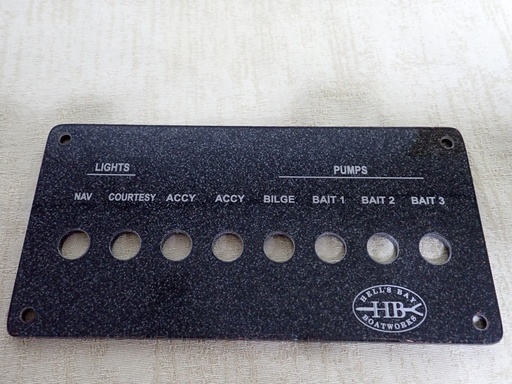 LIGHTS PUMPS
NAV COURTESY ACCY ACCY BILGE BAIT 1 BAIT 2 BAIT 3
HELL'S BAY
HB
BOATWORKS